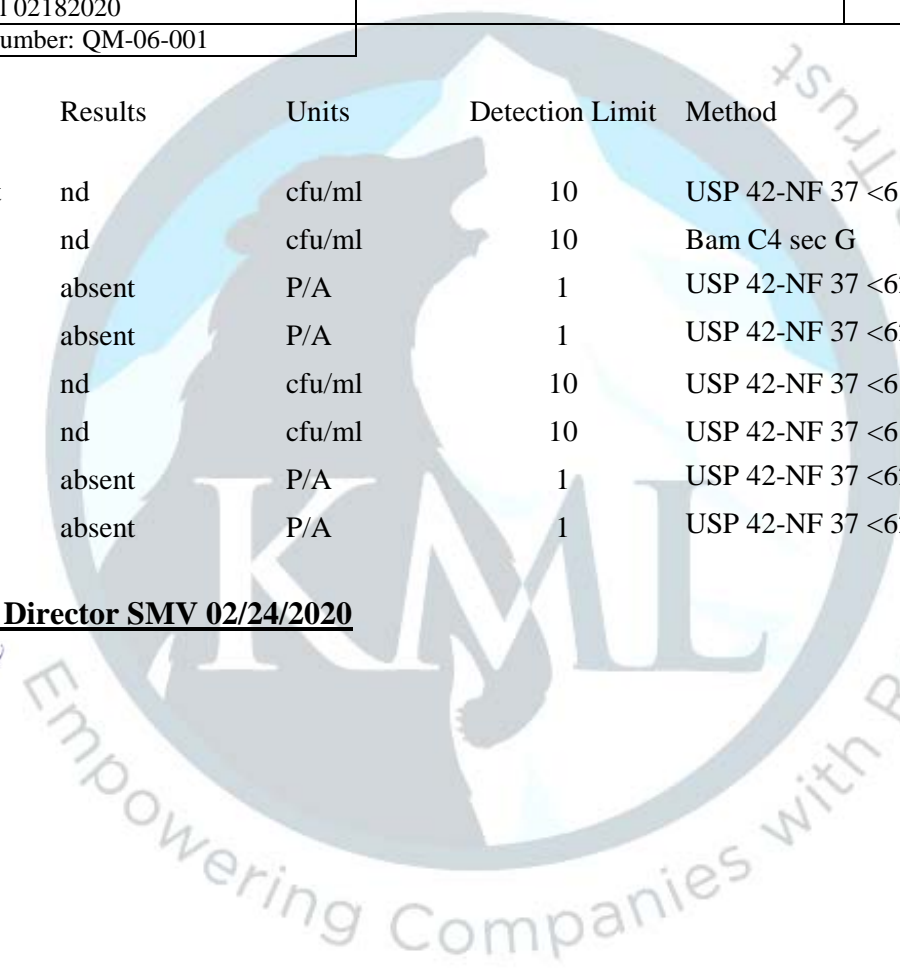 l 02182020
umber: QM-06-001
Results Units Detection Limit Method
nd cfu/ml 10 USP 42-NF 37 <6
nd cfu/ml 10 Bam C4 sec G
absent P/A 1 USP 42-NF 37 <6
absent P/A 1 USP 42-NF 37 <6
nd cfu/ml 10 USP 42-NF 37 <6
nd cfu/ml 10 USP 42-NF 37 <6
absent P/A 1 USP 42-NF 37 <6
absent P/A 1 USP 42-NF 37 <6
Director SMV 02/24/2020
KML
Empowering Companies with
Trust